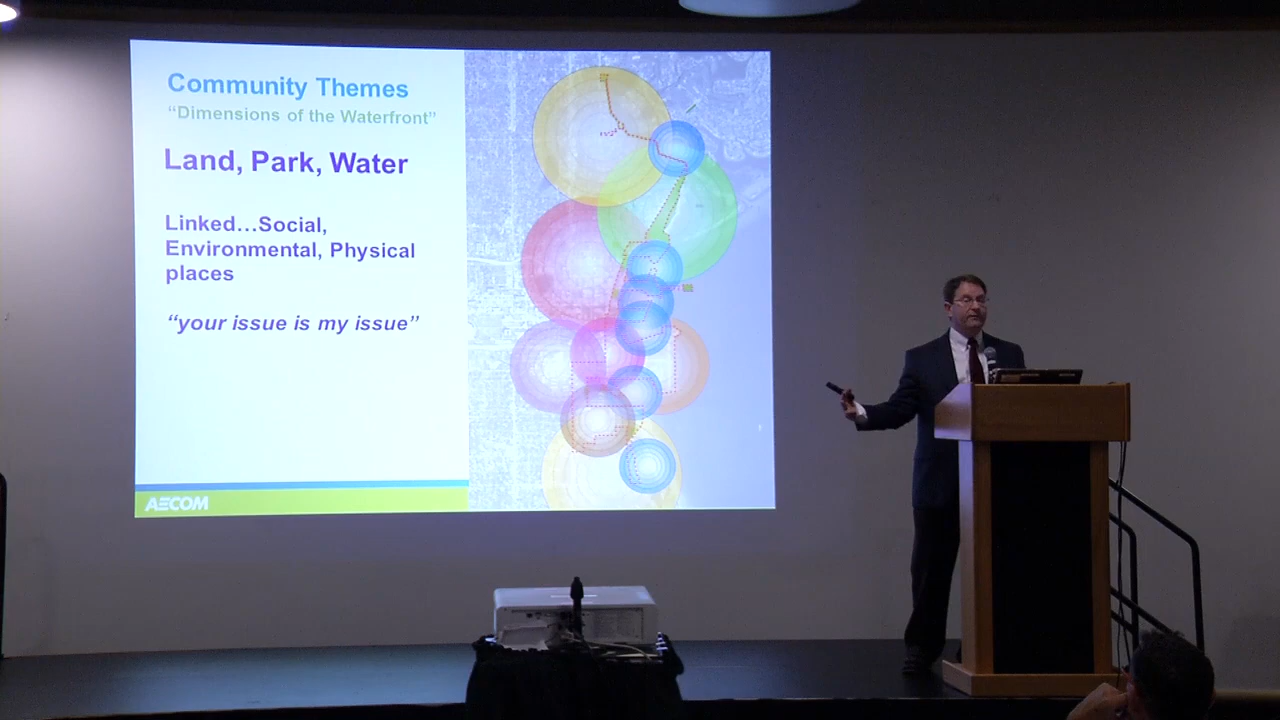 Community Themes
“Dimensions of the Waterfront”
Land, Park, Water
Linked…Social,
Environmental, Physical
places
“your issue is my issue”
AECOM